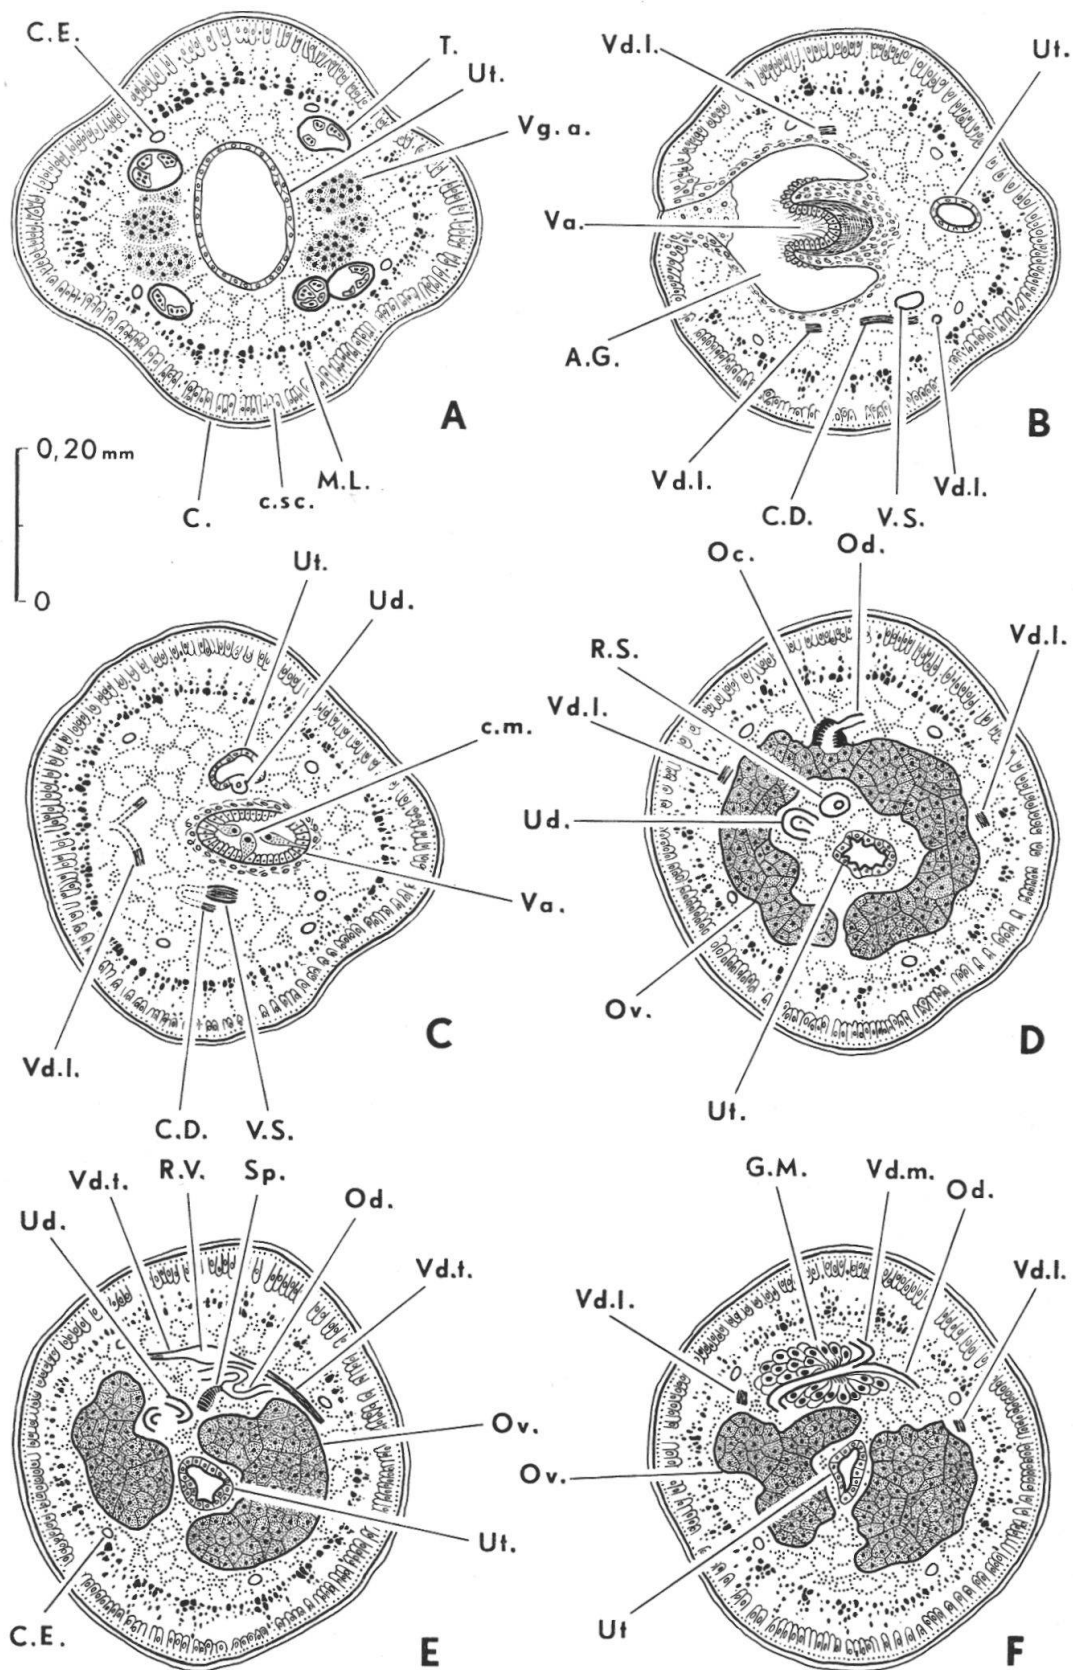 C.E.
T.
Ut.
Vg.a.
C.
c.sc.
M.L.
A
Vd.l.
Ut.
Va.
A.G.
Vd.l.
C.D.
V.S.
Vd.l.
B
0,20 mm
0
Ut.
Ud.
c.m.
Va.
Vd.l.
C.D.
V.S.
C
Oc.
Od.
R.S.
Vd.l.
Vd.l.
Ud.
Ov.
Ut.
D
Vd.t.
R.V.
Sp.
Od.
Ud.
Vd.t.
Ov.
Ut.
C.E.
E
G.M.
Vd.m.
Od.
Vd.l.
Vd.l.
Ov.
Ut
F